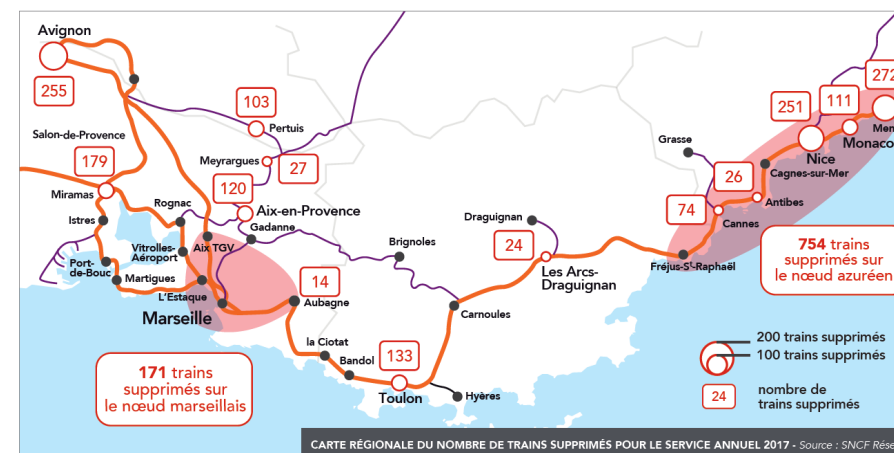 Avignon
255
Salon-de-Provence
179
Miramas
Istres
Port-
de-Bouc
Martigues
Rognac
Vitrolles-
Aéroport
L'Estaque
Marseille
Aix TGV
103
Pertuis
Meyrargues
27
120
Aix-en-Provence
Gadanne
Brignoles
14
Aubagne
la Ciotat
Bandol
133
Toulon
Hyères
Carnoules
Draguignan
24
Les Arcs-
Draguignan
Fréjus-Sᵗ-Raphaël
Grasse
74
Cannes
26
Antibes
Cagnes-sur-Mer
251
Nice
111
Monaco
272
Men
171 trains
supprimés sur
le nœud marseillais
754 trains
supprimés sur
le nœud azuréen
200 trains supprimés
100 trains supprimés
24
nombre de
trains supprimés
CARTE RÉGIONALE DU NOMBRE DE TRAINS SUPPRIMÉS POUR LE SERVICE ANNUEL 2017 - Source : SNCF Rése